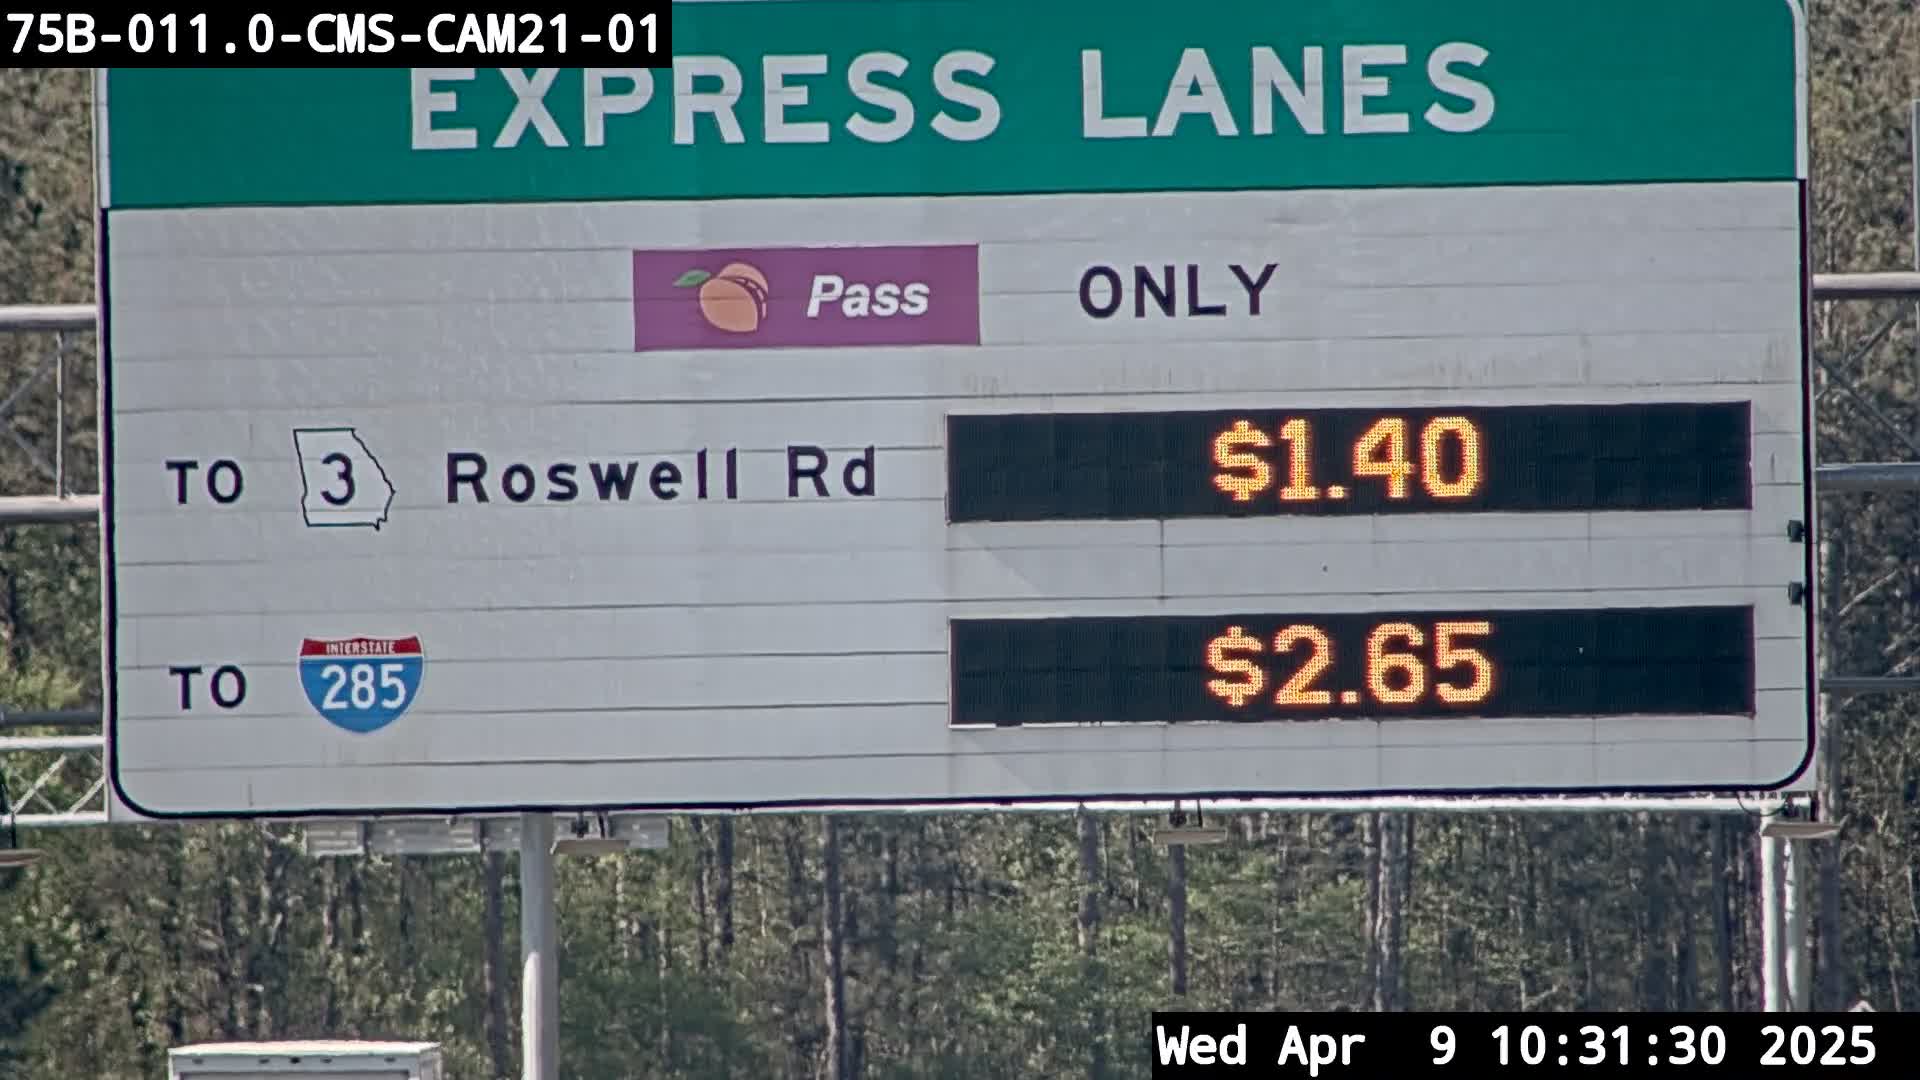 75B-011.0-CMS-CAM21-01
EXPRESS LANES
Pass ONLY
TO 3 Roswell Rd $1.40
INTERSTATE
TO 285 $2.65
Wed Apr 9 10:31:30 2025